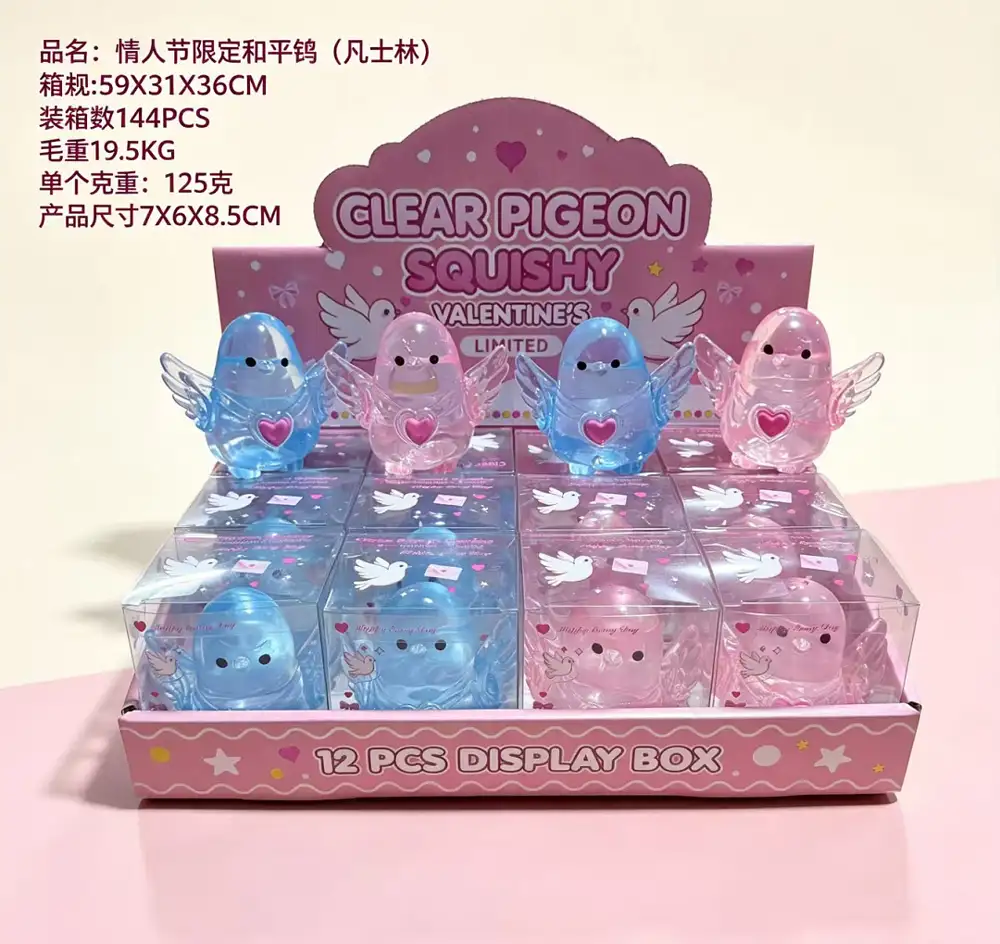 品名：情人节限定和平钨（凡士林）
箱规:59X31X36CM
装箱数144PCS
毛重19.5KG
单个克重：125克
产品尺寸7X6X8.5CM
CLEAR PIGEON
SQUISHY
VALENTINE'S
LIMITED
12 PCS DISPLAY BOX